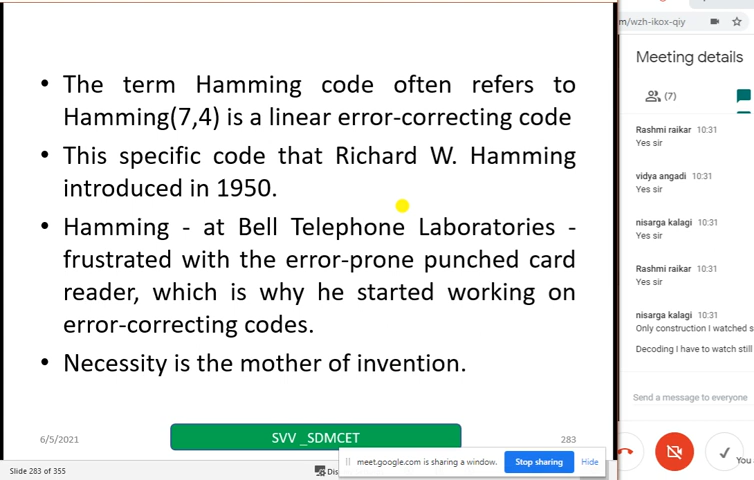 • The term Hamming code often refers to
Hamming(7,4) is a linear error-correcting code
• This specific code that Richard W. Hamming
introduced in 1950.
• Hamming - at Bell Telephone Laboratories -
frustrated with the error-prone punched card
reader, which is why he started working on
error-correcting codes.
• Necessity is the mother of invention.
6/5/2021
SVV _SDMCET
283
Slide 283 of 355
meet.google.com is sharing a window.
Stop sharing
Hide
m/wzh-ikox-qiy
Meeting details
(7)
Rashmi raikar 10:31
Yes sir
vidya angadi 10:31
Yes sir
nisarga kalagi 10:31
Yes sir
Rashmi raikar 10:31
Yes sir
nisarga kalagi 10:31
Only construction I watched s
Decoding I have to watch still
Send a message to everyone
You